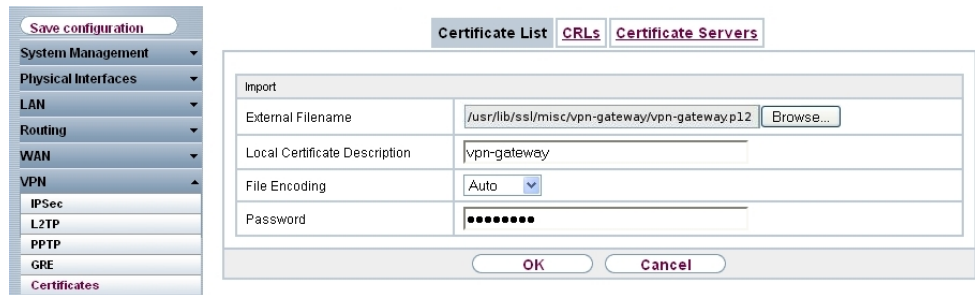 Save configuration
System Management
Physical Interfaces
LAN
Routing
WAN
VPN
IPSec
L2TP
PPTP
GRE
Certificates
Certificate List CRLs Certificate Servers
Import
External Filename /usr/lib/ssl/misc/vpn-gateway/vpn-gateway.p12 Browse...
Local Certificate Description vpn-gateway
File Encoding Auto
Password ●●●●●●●●
OK Cancel